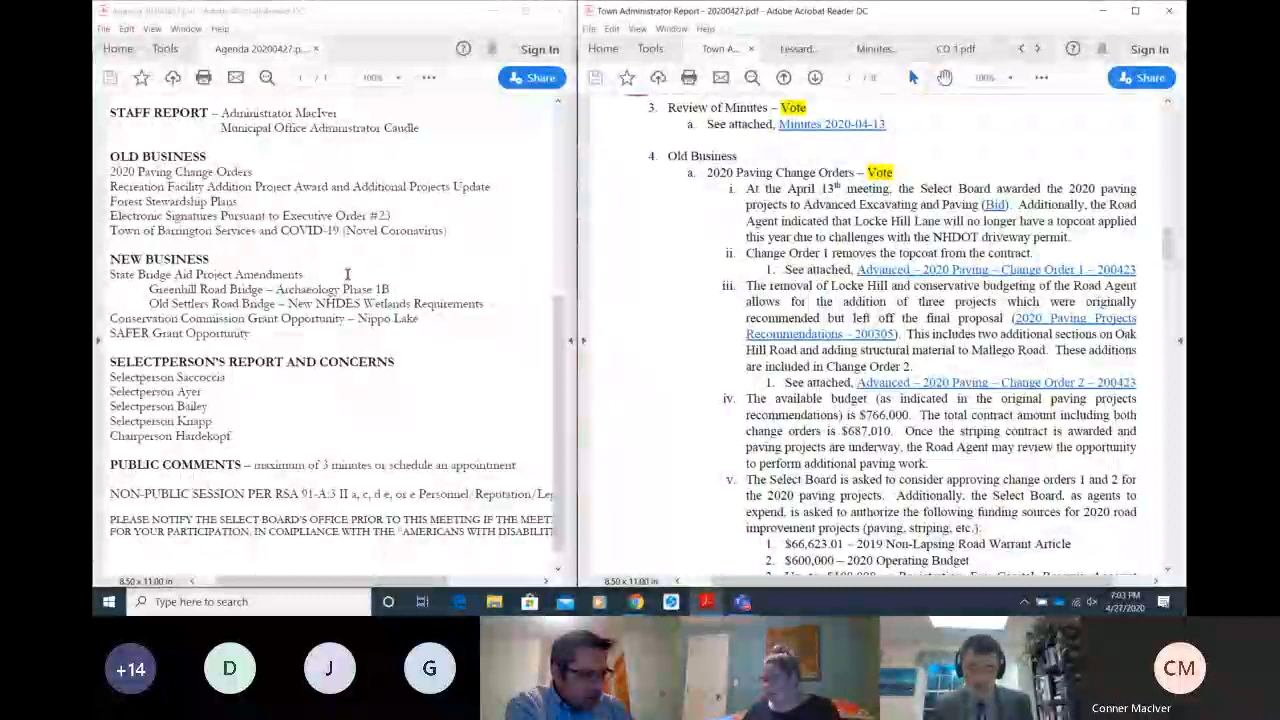 Agenda 20200427.pdf - Adobe Acrobat Reader DC
File Edit View Window Help
Home Tools Agenda 20200427.p... × Sign In
1 / 1 100% Share
STAFF REPORT – Administrator MacIver
Municipal Office Administrator Caudle
OLD BUSINESS
2020 Paving Change Orders
Recreation Facility Addition Project Award and Additional Projects Update
Forest Stewardship Plans
Electronic Signatures Pursuant to Executive Order #23
Town of Barrington Services and COVID-19 (Novel Coronavirus)
NEW BUSINESS
State Bridge Aid Project Amendments
Greenhill Road Bridge – Archaeology Phase 1B
Old Settlers Road Bridge – New NHDES Wetlands Requirements
Conservation Commission Grant Opportunity – Nippo Lake
SAFER Grant Opportunity
SELECTPERSON'S REPORT AND CONCERNS
Selectperson Saccoccia
Selectperson Ayer
Selectperson Bailey
Selectperson Knapp
Chairperson Hardekopf
PUBLIC COMMENTS – maximum of 3 minutes or schedule an appointment
NON-PUBLIC SESSION PER RSA 91-A:3 II a, c, d e, or e Personnel/Reputation/Leg
PLEASE NOTIFY THE SELECT BOARD'S OFFICE PRIOR TO THIS MEETING IF THE MEET
FOR YOUR PARTICIPATION, IN COMPLIANCE WITH THE "AMERICANS WITH DISABILIT
8.50 x 11.00 in
Town Administrator Report - 20200427.pdf - Adobe Acrobat Reader DC
File Edit View Window Help
Home Tools Town A... × Lessard... Minutes... CO 1.pdf Sign In
100% Share
3. Review of Minutes – Vote
a. See attached, Minutes 2020-04-13
4. Old Business
a. 2020 Paving Change Orders – Vote
i. At the April 13th meeting, the Select Board awarded the 2020 paving
projects to Advanced Excavating and Paving (Bid). Additionally, the Road
Agent indicated that Locke Hill Lane will no longer have a topcoat applied
this year due to challenges with the NHDOT driveway permit.
ii. Change Order 1 removes the topcoat from the contract.
1. See attached, Advanced – 2020 Paving – Change Order 1 – 200423
iii. The removal of Locke Hill and conservative budgeting of the Road Agent
allows for the addition of three projects which were originally
recommended but left off the final proposal (2020 Paving Projects
Recommendations – 200305). This includes two additional sections on Oak
Hill Road and adding structural material to Mallego Road. These additions
are included in Change Order 2.
1. See attached, Advanced – 2020 Paving – Change Order 2 – 200423
iv. The available budget (as indicated in the original paving projects
recommendations) is $766,000. The total contract amount including both
change orders is $687,010. Once the striping contract is awarded and
paving projects are underway, the Road Agent may review the opportunity
to perform additional paving work.
v. The Select Board is asked to consider approving change orders 1 and 2 for
the 2020 paving projects. Additionally, the Select Board, as agents to
expend, is asked to authorize the following funding sources for 2020 road
improvement projects (paving, striping, etc.):
1. $66,623.01 – 2019 Non-Lapsing Road Warrant Article
2. $600,000 – 2020 Operating Budget
8.50 x 11.00 in
Type here to search
7:03 PM
4/27/2020
+14 D J G CM
Conner MacIver